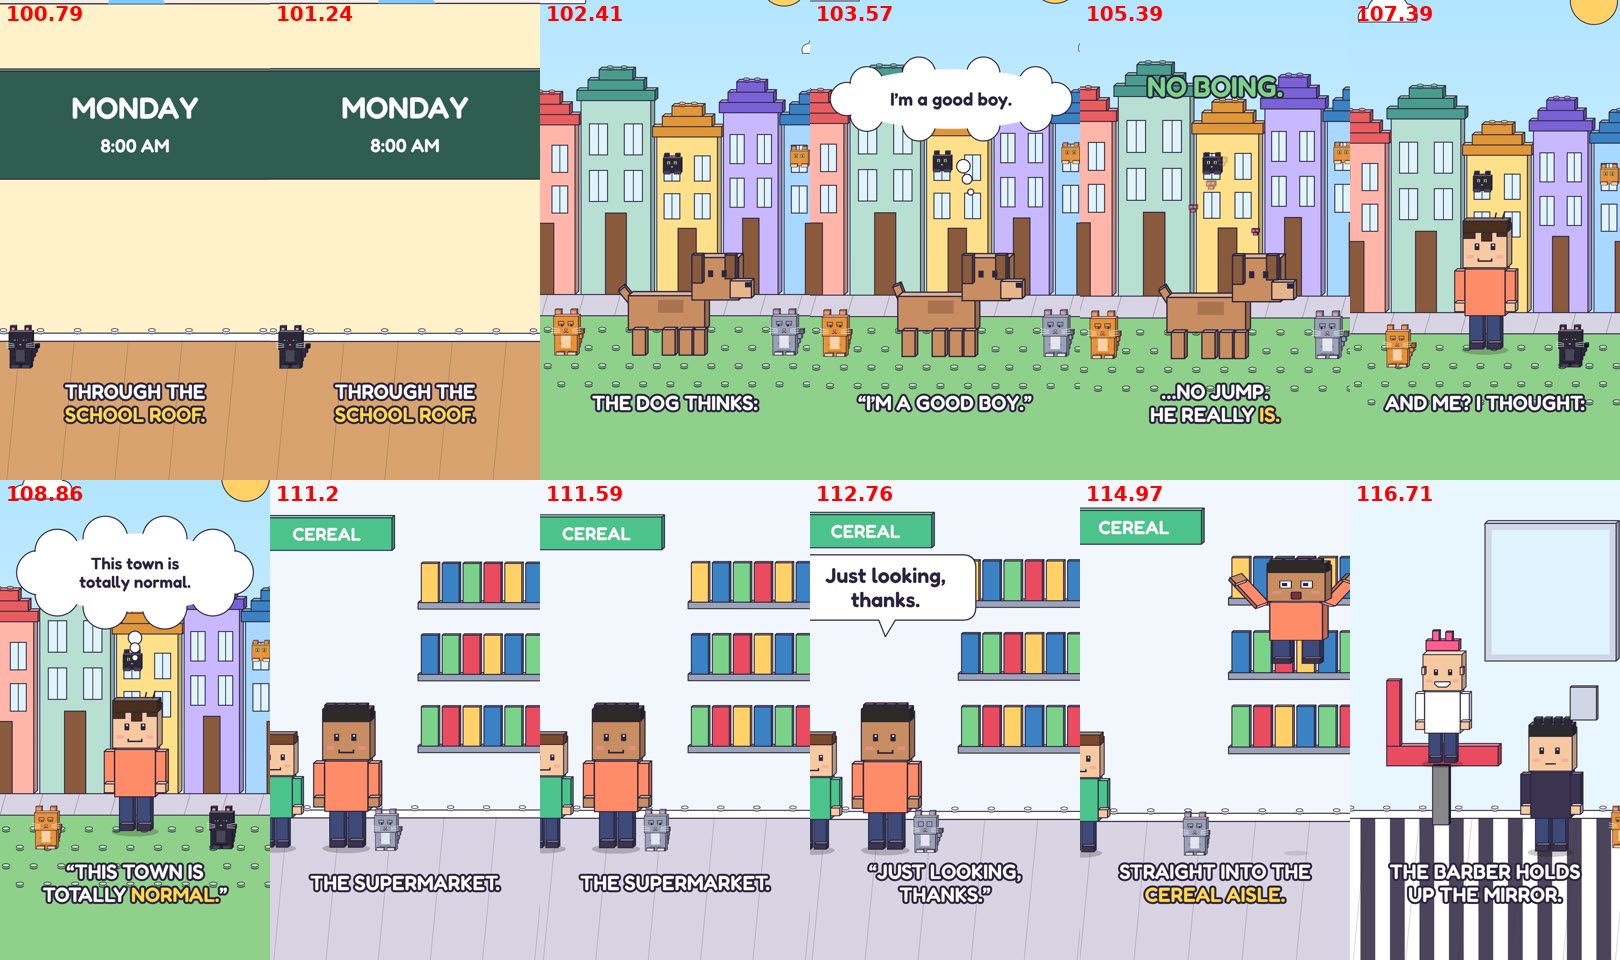 100.79
MONDAY
8:00 AM
THROUGH THE
SCHOOL ROOF.
101.24
MONDAY
8:00 AM
THROUGH THE
SCHOOL ROOF.
102.41
THE DOG THINKS:
103.57
I'm a good boy.
“I'M A GOOD BOY.”
105.39
NO BOING.
...NO JUMP.
HE REALLY IS.
107.39
AND ME? I THOUGHT:
108.86
This town is
totally normal.
“THIS TOWN IS
TOTALLY NORMAL.”
111.2
CEREAL
THE SUPERMARKET.
111.59
CEREAL
THE SUPERMARKET.
112.76
CEREAL
Just looking,
thanks.
“JUST LOOKING,
THANKS.”
114.97
CEREAL
STRAIGHT INTO THE
CEREAL AISLE.
116.71
THE BARBER HOLDS
UP THE MIRROR.